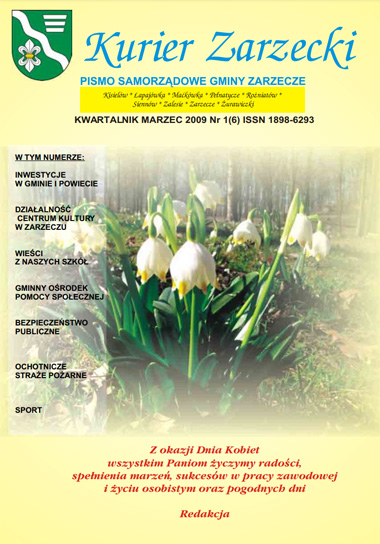 Kurier Zarzecki
PISMO SAMORZĄDOWE GMINY ZARZECZE
Kisielów * Łapajówka * Maćkówka * Pełnatycze * Rożniatów *
Siennów * Zalesie * Zarzecze * Żurawiczki
KWARTALNIK MARZEC 2009 Nr 1(6) ISSN 1898-6293
W TYM NUMERZE:
INWESTYCJE
W GMINIE I POWIECIE
DZIAŁALNOŚĆ
CENTRUM KULTURY
W ZARZECZU
WIEŚCI
Z NASZYCH SZKÓŁ
GMINNY OŚRODEK
POMOCY SPOŁECZNEJ
BEZPIECZEŃSTWO
PUBLICZNE
OCHOTNICZE
STRAŻE POŻARNE
SPORT
Z okazji Dnia Kobiet
wszystkim Paniom życzymy radości,
spełnienia marzeń, sukcesów w pracy zawodowej
i życiu osobistym oraz pogodnych dni
Redakcja